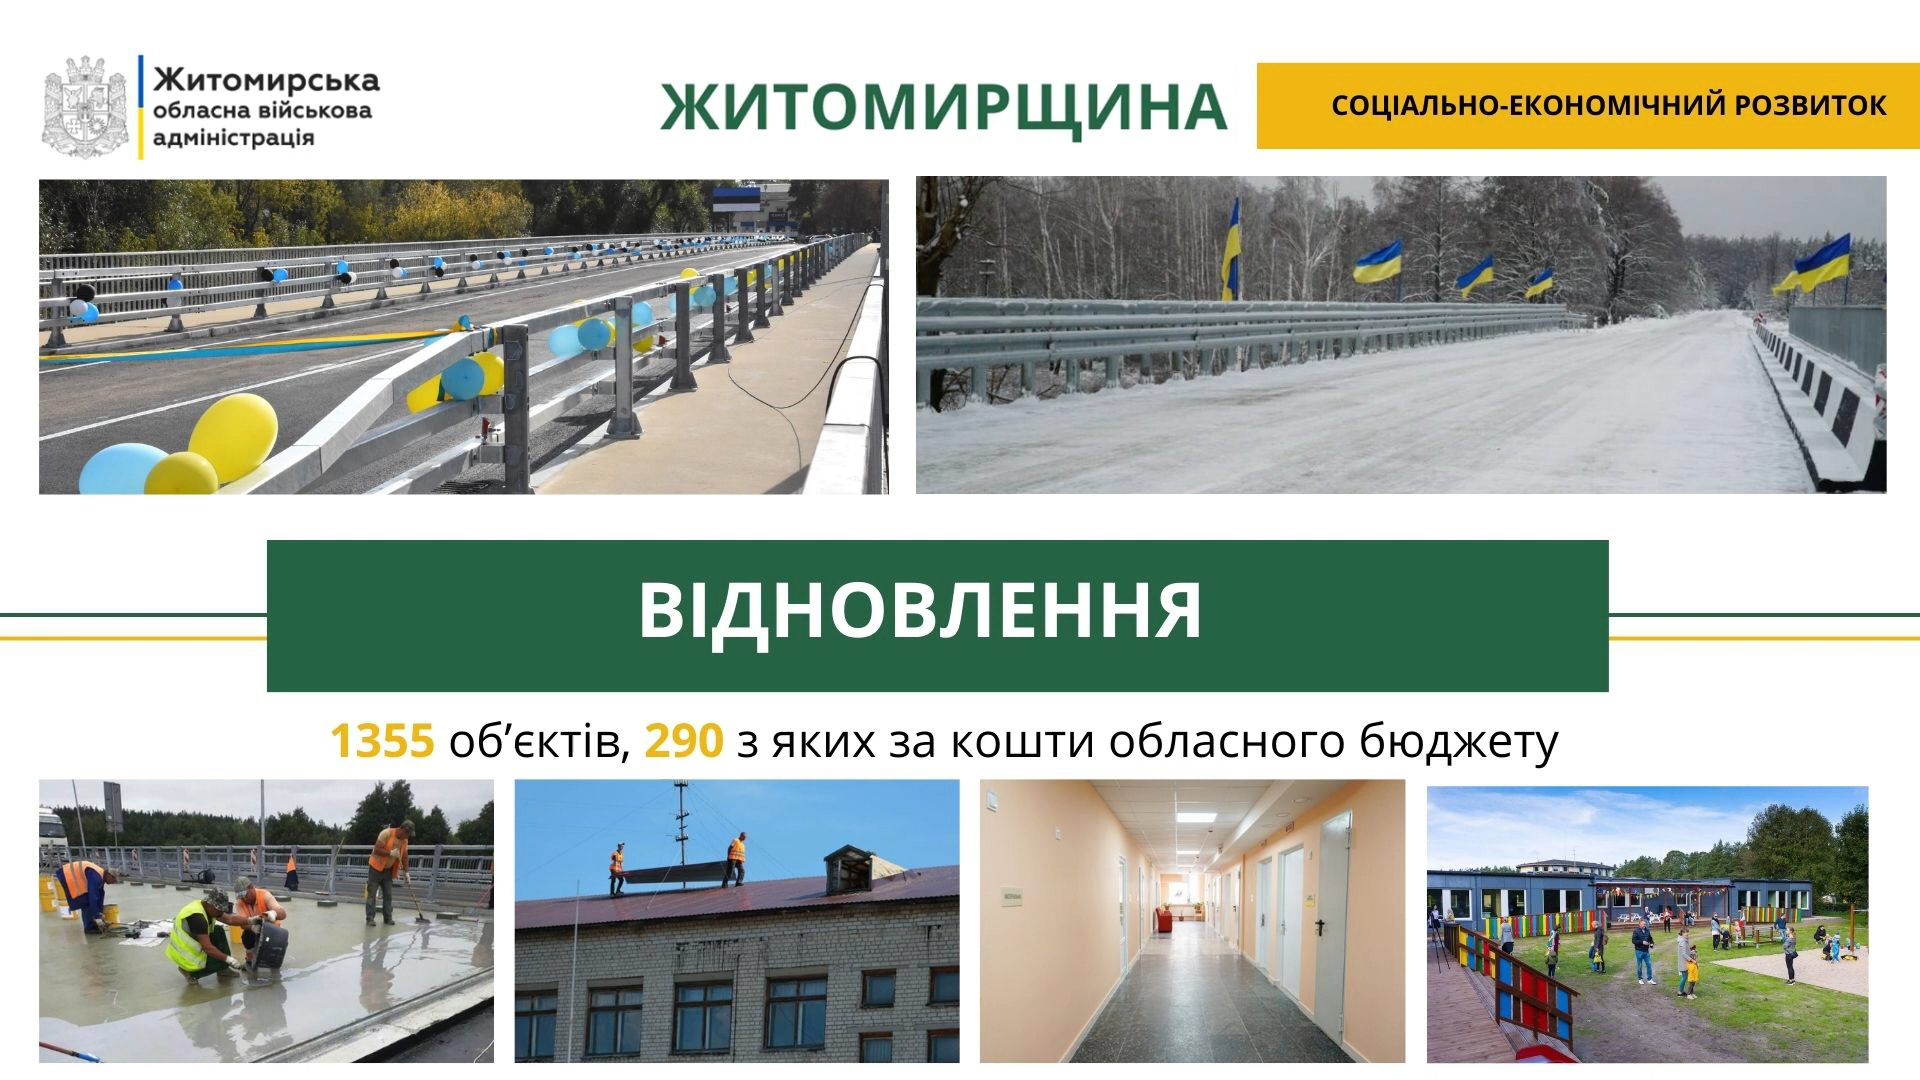 Житомирська
обласна військова
адміністрація
ЖИТОМИРЩИНА
СОЦІАЛЬНО-ЕКОНОМІЧНИЙ РОЗВИТОК
ВІДНОВЛЕННЯ
1355 об’єктів, 290 з яких за кошти обласного бюджету